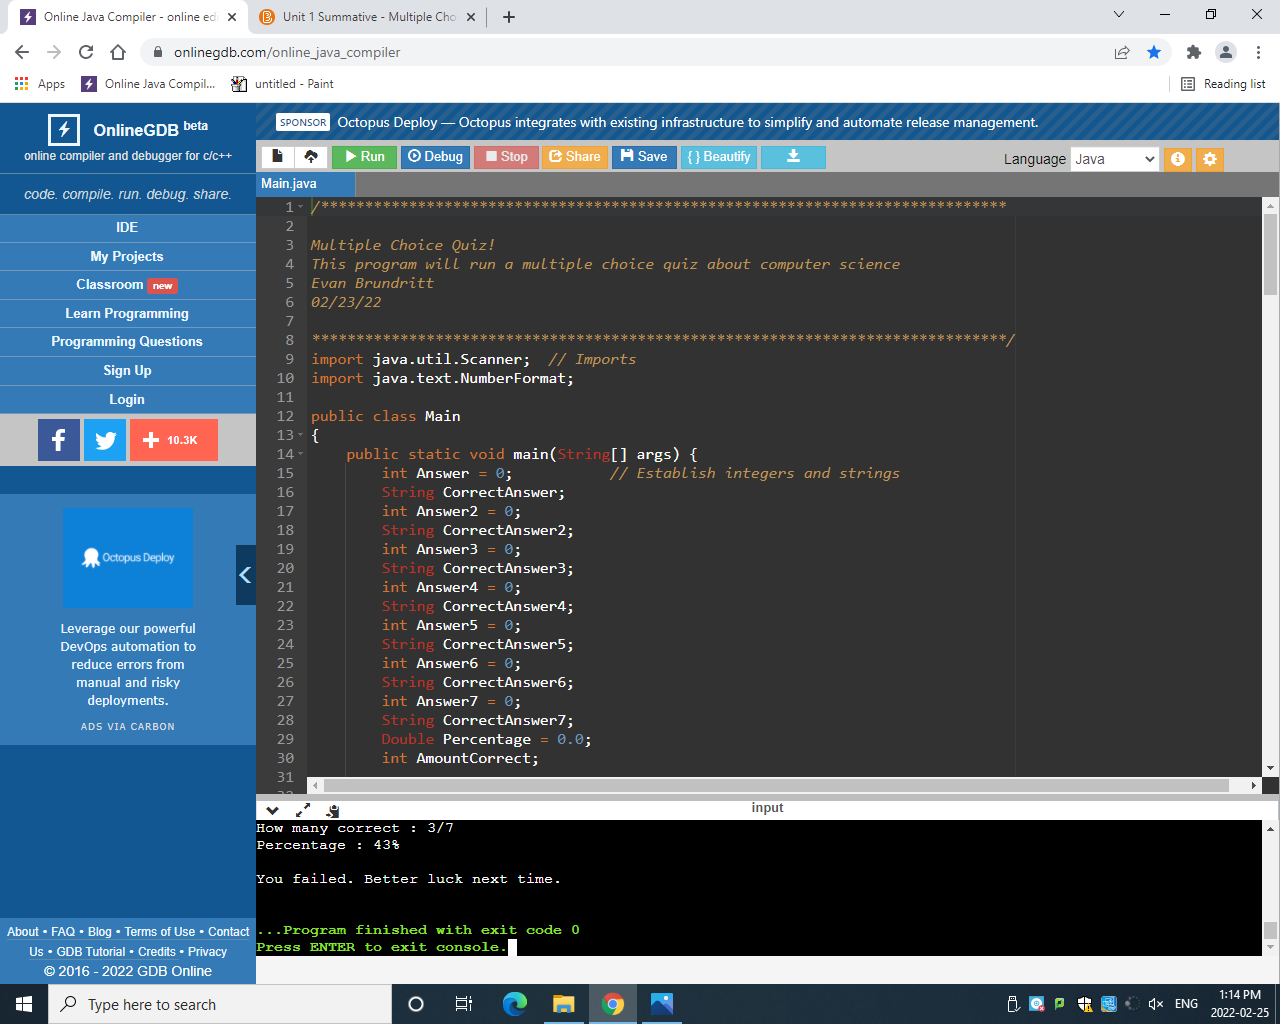 Online Java Compiler - online ed
Unit 1 Summative - Multiple Cho
onlinegdb.com/online_java_compiler
Apps
Online Java Compil...
untitled - Paint
Reading list
OnlineGDB beta
online compiler and debugger for c/c++
code. compile. run. debug. share.
IDE
My Projects
Classroom new
Learn Programming
Programming Questions
Sign Up
Login
10.3K
Octopus Deploy
Leverage our powerful
DevOps automation to
reduce errors from
manual and risky
deployments.
ADS VIA CARBON
About • FAQ • Blog • Terms of Use • Contact
Us • GDB Tutorial • Credits • Privacy
© 2016 - 2022 GDB Online
SPONSOR Octopus Deploy — Octopus integrates with existing infrastructure to simplify and automate release management.
Run Debug Stop Share Save { } Beautify
Language Java
Main.java
1 /******************************************************************************
2
3 Multiple Choice Quiz!
4 This program will run a multiple choice quiz about computer science
5 Evan Brundritt
6 02/23/22
7
8 *******************************************************************************/
9 import java.util.Scanner;  // Imports
10 import java.text.NumberFormat;
11
12 public class Main
13 {
14     public static void main(String[] args) {
15         int Answer = 0;           // Establish integers and strings
16         String CorrectAnswer;
17         int Answer2 = 0;
18         String CorrectAnswer2;
19         int Answer3 = 0;
20         String CorrectAnswer3;
21         int Answer4 = 0;
22         String CorrectAnswer4;
23         int Answer5 = 0;
24         String CorrectAnswer5;
25         int Answer6 = 0;
26         String CorrectAnswer6;
27         int Answer7 = 0;
28         String CorrectAnswer7;
29         Double Percentage = 0.0;
30         int AmountCorrect;
31
input
How many correct : 3/7
Percentage : 43%
You failed. Better luck next time.
...Program finished with exit code 0
Press ENTER to exit console.
Type here to search
ENG
1:14 PM
2022-02-25